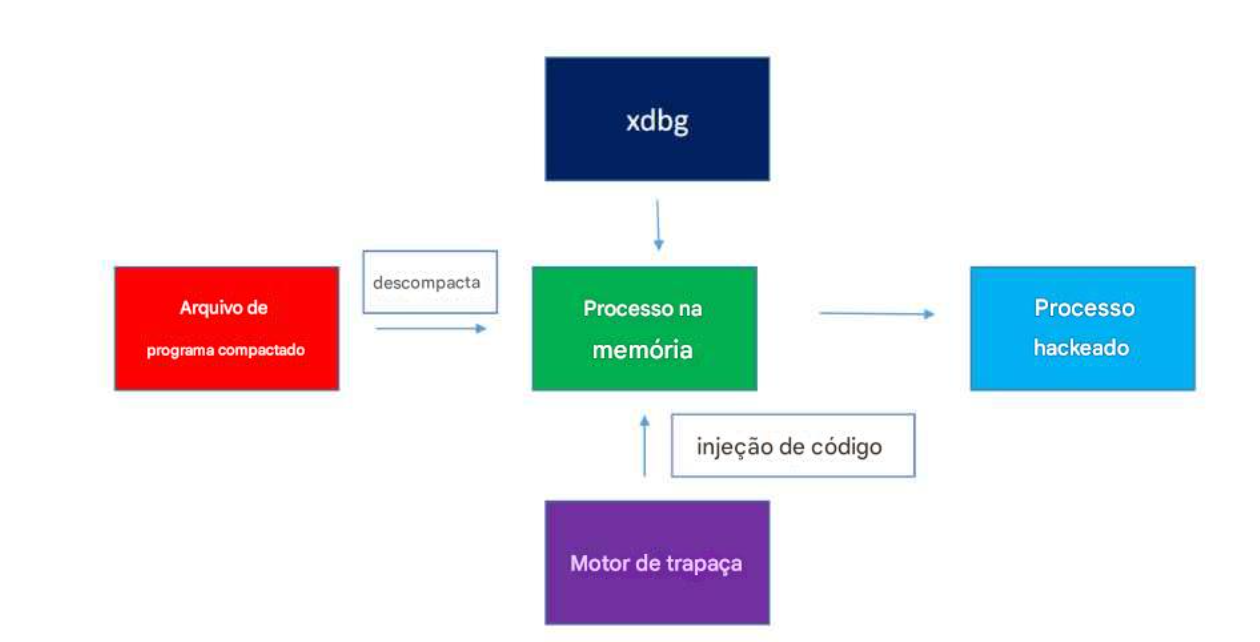 xdbg
descompacta
Arquivo de
programa compactado
Processo na
memória
Processo
hackeado
injeção de código
Motor de trapaça